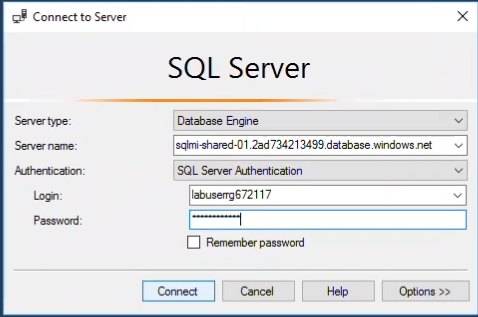 Connect to Server
SQL Server
Server type: Database Engine
Server name: sqlmi-shared-01.2ad734213499.database.windows.net
Authentication: SQL Server Authentication
Login: labuserrg672117
Password: ************
Remember password
Connect Cancel Help Options >>